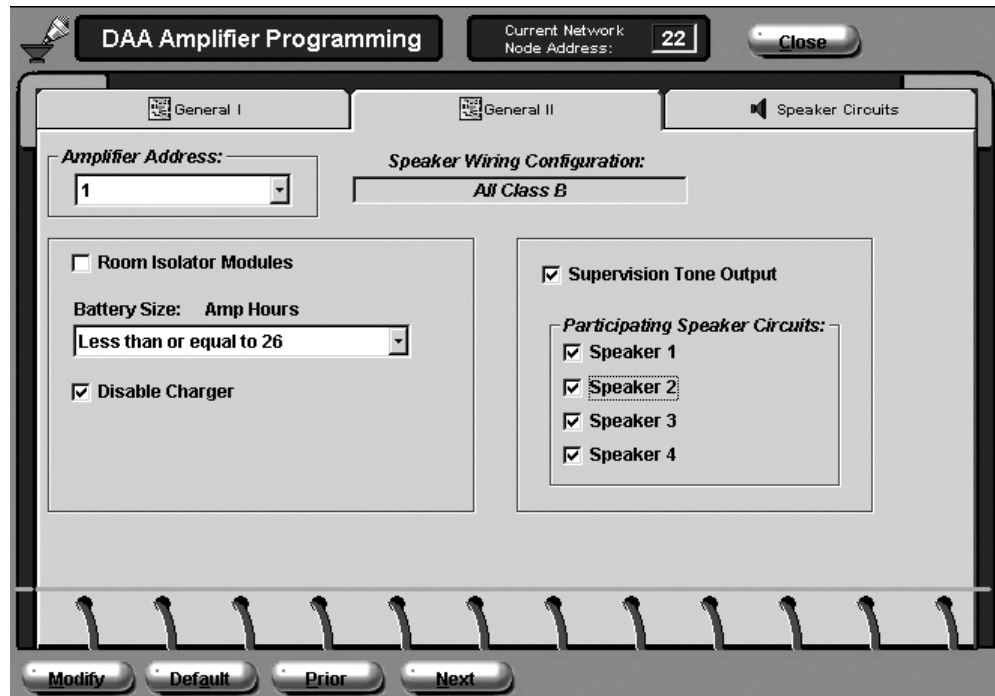 DAA Amplifier Programming
Current Network
Node Address:
22
Close
General I
General II
Speaker Circuits
Amplifier Address:
1
Speaker Wiring Configuration:
All Class B
Room Isolator Modules
Battery Size: Amp Hours
Less than or equal to 26
Disable Charger
Supervision Tone Output
Participating Speaker Circuits:
Speaker 1
Speaker 2
Speaker 3
Speaker 4
Modify
Default
Prior
Next